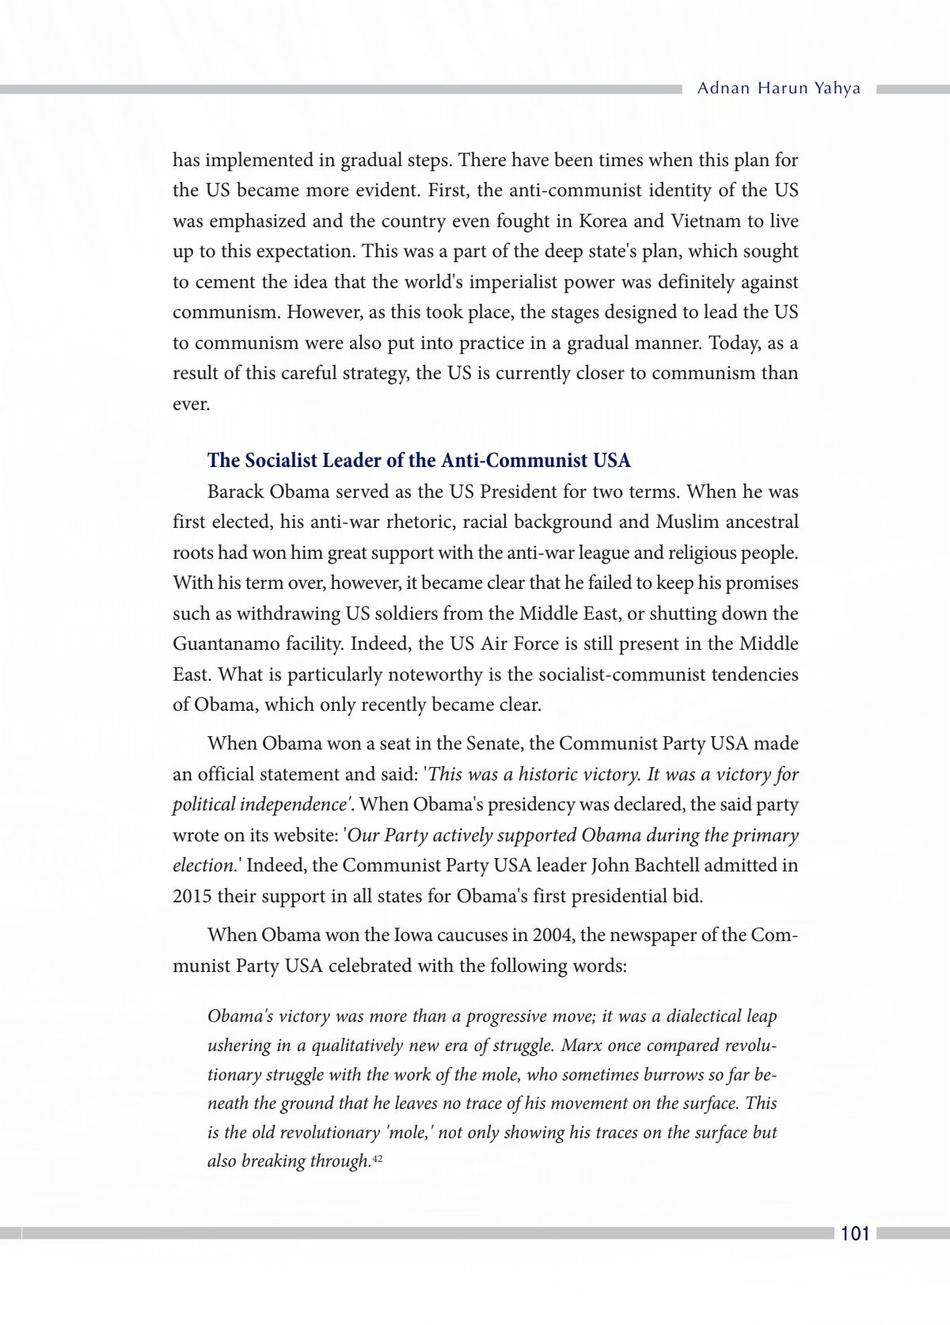 Adnan Harun Yahya
has implemented in gradual steps. There have been times when this plan for
the US became more evident. First, the anti-communist identity of the US
was emphasized and the country even fought in Korea and Vietnam to live
up to this expectation. This was a part of the deep state's plan, which sought
to cement the idea that the world's imperialist power was definitely against
communism. However, as this took place, the stages designed to lead the US
to communism were also put into practice in a gradual manner. Today, as a
result of this careful strategy, the US is currently closer to communism than
ever.
The Socialist Leader of the Anti-Communist USA
Barack Obama served as the US President for two terms. When he was
first elected, his anti-war rhetoric, racial background and Muslim ancestral
roots had won him great support with the anti-war league and religious people.
With his term over, however, it became clear that he failed to keep his promises
such as withdrawing US soldiers from the Middle East, or shutting down the
Guantanamo facility. Indeed, the US Air Force is still present in the Middle
East. What is particularly noteworthy is the socialist-communist tendencies
of Obama, which only recently became clear.
When Obama won a seat in the Senate, the Communist Party USA made
an official statement and said: 'This was a historic victory. It was a victory for
political independence'. When Obama's presidency was declared, the said party
wrote on its website: 'Our Party actively supported Obama during the primary
election.' Indeed, the Communist Party USA leader John Bachtell admitted in
2015 their support in all states for Obama's first presidential bid.
When Obama won the Iowa caucuses in 2004, the newspaper of the Com-
munist Party USA celebrated with the following words:
Obama's victory was more than a progressive move; it was a dialectical leap
ushering in a qualitatively new era of struggle. Marx once compared revolu-
tionary struggle with the work of the mole, who sometimes burrows so far be-
neath the ground that he leaves no trace of his movement on the surface. This
is the old revolutionary 'mole,' not only showing his traces on the surface but
also breaking through.42
101